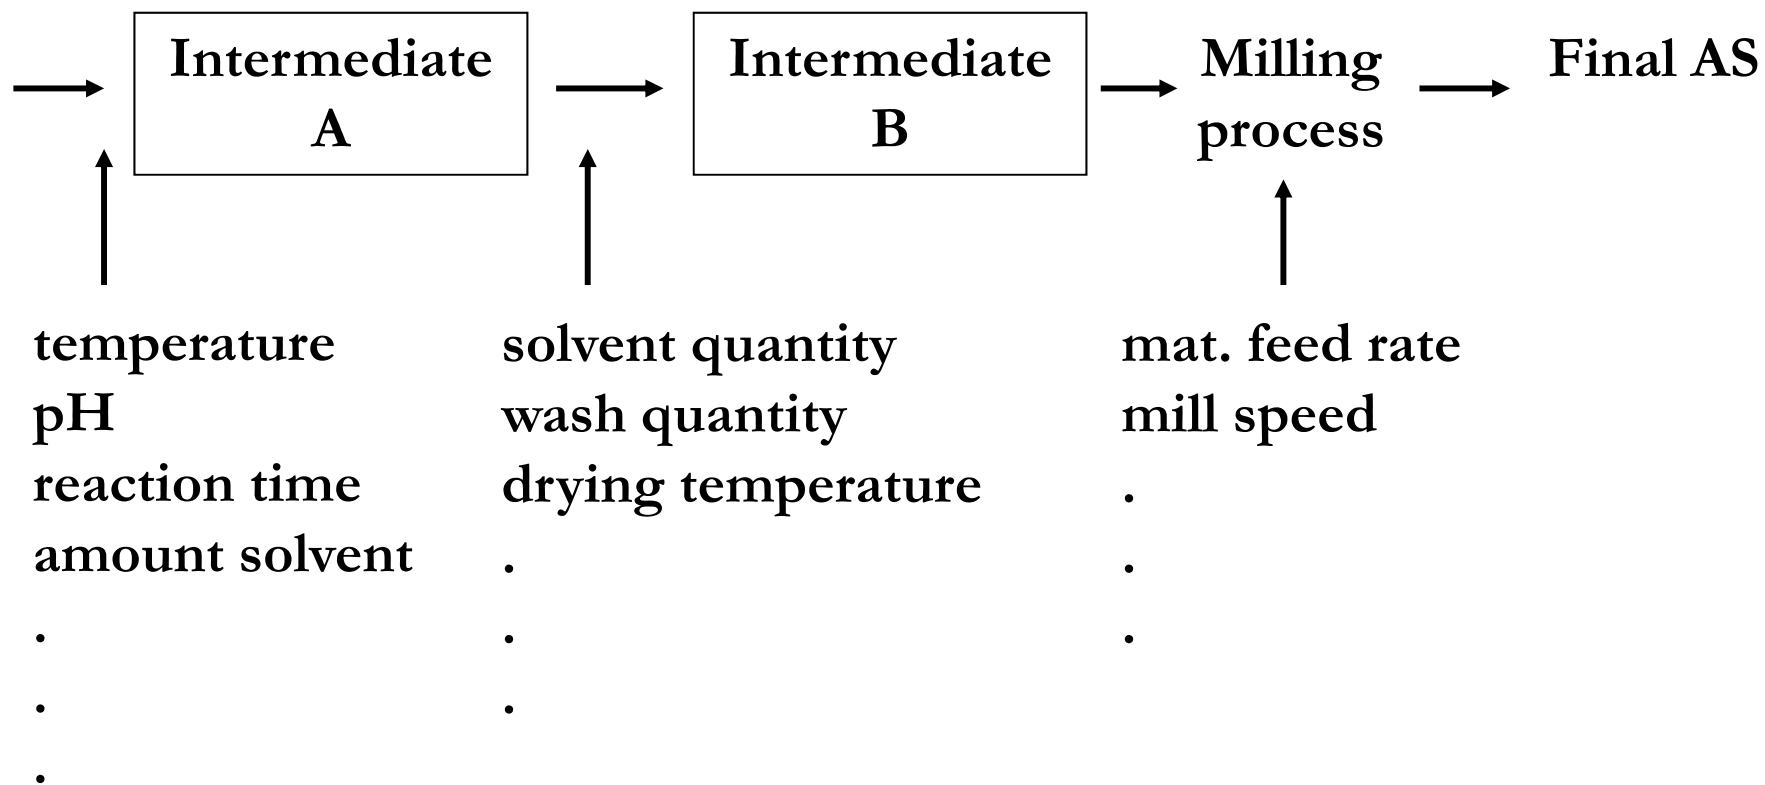 Intermediate
A
Intermediate
B
Milling
process
Final AS
temperature
pH
reaction time
amount solvent
.
.
.
solvent quantity
wash quantity
drying temperature
.
.
.
mat. feed rate
mill speed
.
.
.